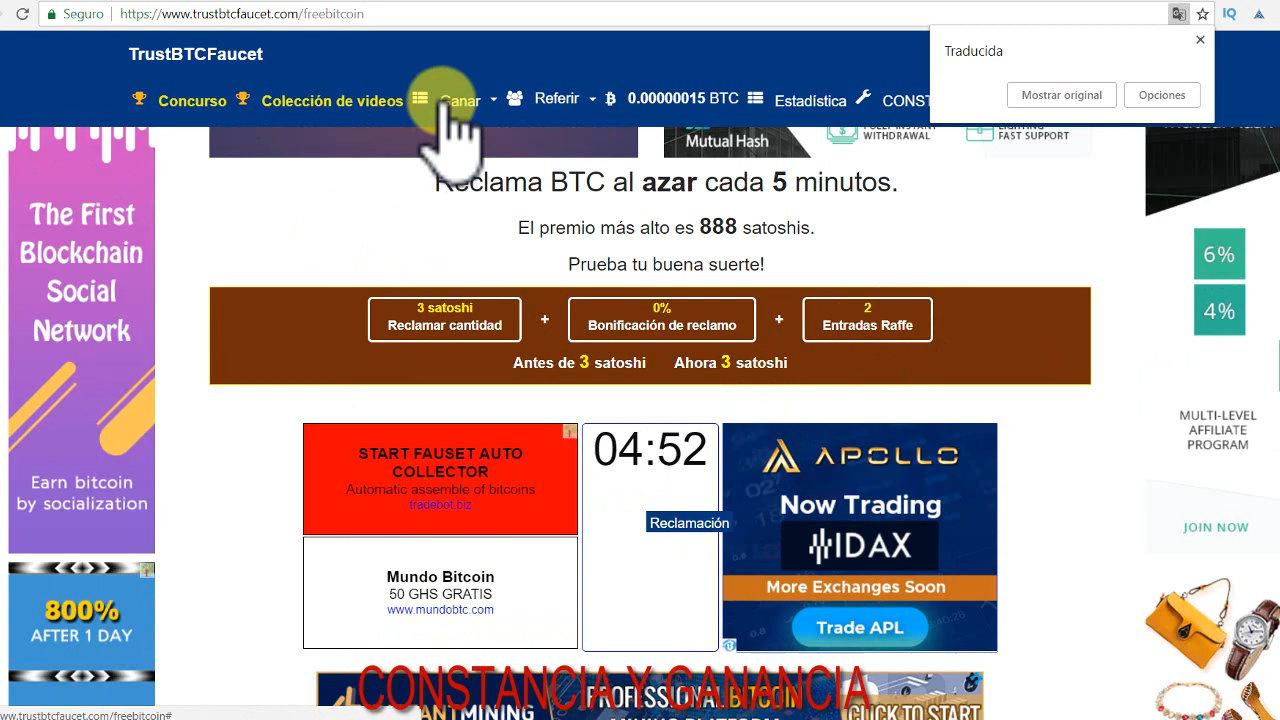 Seguro https://www.trustbtcfaucet.com/freebitcoin
TrustBTCFaucet
Traducida
Mostrar original Opciones
Concurso Colección de videos Ganar Referir 0.00000015 BTC Estadística CONST
Mutual Hash
WITHDRAWAL
FAST SUPPORT
Reclama BTC al azar cada 5 minutos.
El premio más alto es 888 satoshis.
Prueba tu buena suerte!
3 satoshi
Reclamar cantidad
+
0%
Bonificación de reclamo
+
2
Entradas Raffe
Antes de 3 satoshi Ahora 3 satoshi
The First
Blockchain
Social
Network
Earn bitcoin
by socialization
800%
AFTER 1 DAY
START FAUSET AUTO
COLLECTOR
Automatic assemble of bitcoins
tradebot.biz
Mundo Bitcoin
50 GHS GRATIS
www.mundobtc.com
04:52
Reclamación
APOLLO
Now Trading
IDAX
More Exchanges Soon
Trade APL
6%
4%
MULTI-LEVEL
AFFILIATE
PROGRAM
JOIN NOW
CONSTANCIA Y GANANCIA
PROFESSIONAL BITCOIN
CLICK TO START
www.trustbtcfaucet.com/freebitcoin#